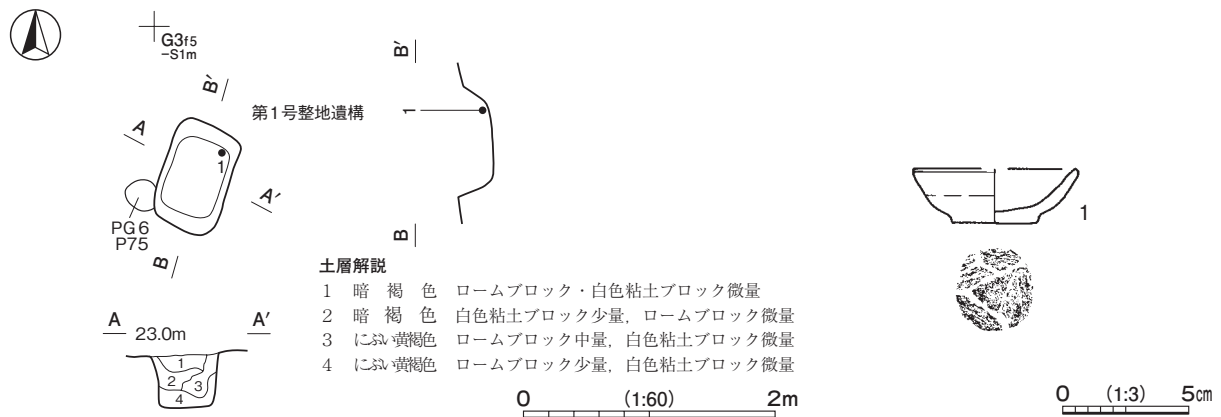 G3f5
-S1m
B′
B′
第1号整地遺構
1
A
1
A′
1
PG6
P75
B
B
土層解説
1 暗褐色 ロームブロック・白色粘土ブロック微量
2 暗褐色 白色粘土ブロック少量，ロームブロック微量
3 にぶい黄褐色 ロームブロック中量，白色粘土ブロック微量
4 にぶい黄褐色 ロームブロック少量，白色粘土ブロック微量
A 23.0m A′
1
2 3
4
0 (1:60) 2m
0 (1:3) 5cm